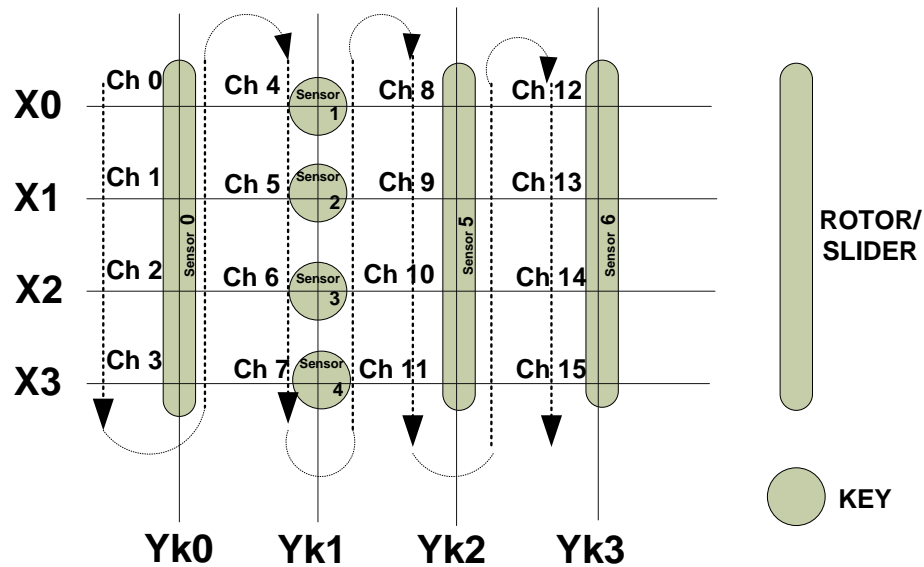 Ch 0 Ch 4 Ch 8 Ch 12
X0
Sensor 1
Ch 1 Ch 5 Ch 9 Ch 13
X1
Sensor 2
Sensor 0
Sensor 5
Sensor 6
ROTOR/
SLIDER
Ch 2 Ch 6 Ch 10 Ch 14
X2
Sensor 3
Ch 3 Ch 7 Ch 11 Ch 15
X3
Sensor 4
KEY
Yk0 Yk1 Yk2 Yk3